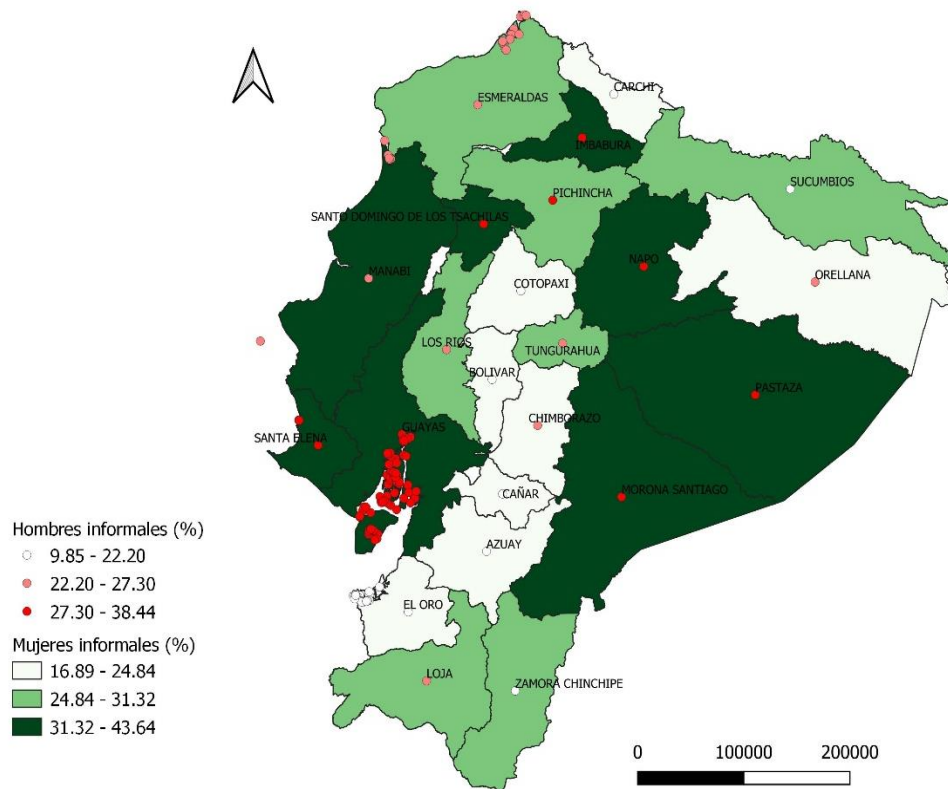 CARCHI
ESMERALDAS
IMBABURA
SUCUMBIOS
PICHINCHA
SANTO DOMINGO DE LOS TSACHILAS
NAPO
MANABI
ORELLANA
COTOPAXI
LOS RIOS
TUNGURAHUA
BOLIVAR
PASTAZA
CHIMBORAZO
GUAYAS
SANTA ELENA
CAÑAR
MORONA SANTIAGO
AZUAY
EL ORO
LOJA
ZAMORA CHINCHIPE
Hombres informales (%)
9.85 - 22.20
22.20 - 27.30
27.30 - 38.44
Mujeres informales (%)
16.89 - 24.84
24.84 - 31.32
31.32 - 43.64
0 100000 200000